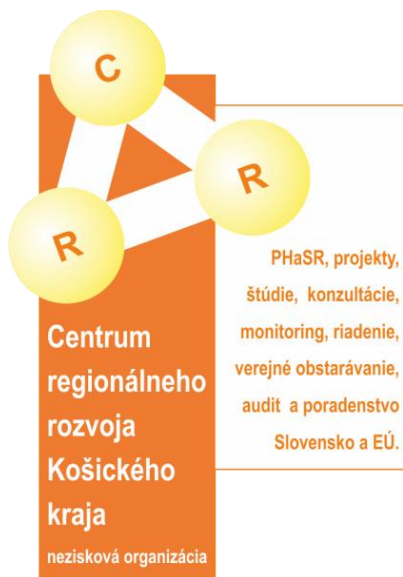 C
R
R
PHaSR, projekty,
štúdie, konzultácie,
monitoring, riadenie,
verejné obstarávanie,
audit a poradenstvo
Slovensko a EÚ.
Centrum
regionálneho
rozvoja
Košického
kraja
nezisková organizácia